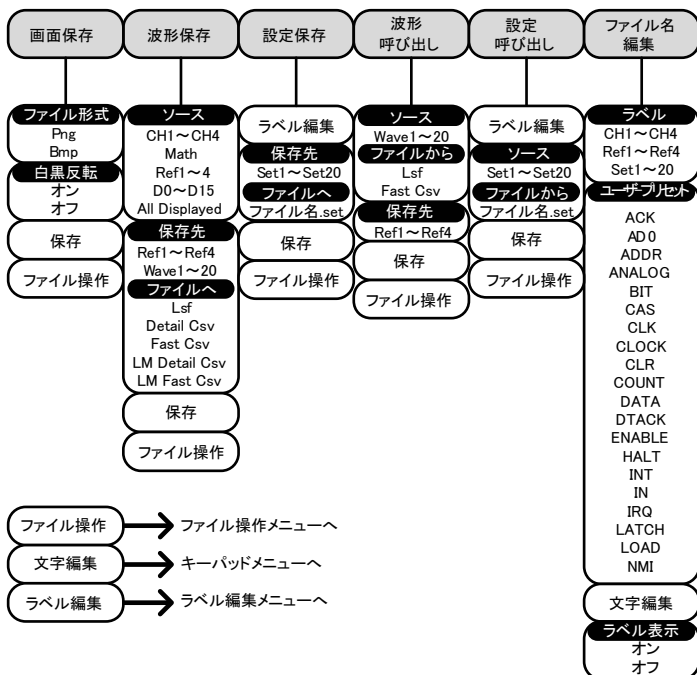 画面保存
ファイル形式
Png
Bmp
白黒反転
オン
オフ
保存
ファイル操作
波形保存
ソース
CH1～CH4
Math
Ref1～4
D0～D15
All Displayed
保存先
Ref1～Ref4
Wave1～20
ファイルへ
Lsf
Detail Csv
Fast Csv
LM Detail Csv
LM Fast Csv
保存
ファイル操作
設定保存
ラベル編集
保存先
Set1～Set20
ファイルへ
ファイル名.set
保存
ファイル操作
波形
呼び出し
ソース
Wave1～20
ファイルから
Lsf
Fast Csv
保存先
Ref1～Ref4
保存
ファイル操作
設定
呼び出し
ラベル編集
ソース
Set1～Set20
ファイルから
ファイル名.set
保存
ファイル操作
ファイル名
編集
ラベル
CH1～CH4
Ref1～Ref4
Set1～20
ユーザプリセット
ACK
AD0
ADDR
ANALOG
BIT
CAS
CLK
CLOCK
CLR
COUNT
DATA
DTACK
ENABLE
HALT
INT
IN
IRQ
LATCH
LOAD
NMI
文字編集
ラベル表示
オン
オフ
ファイル操作 ファイル操作メニューへ
文字編集 キーパッドメニューへ
ラベル編集 ラベル編集メニューへ